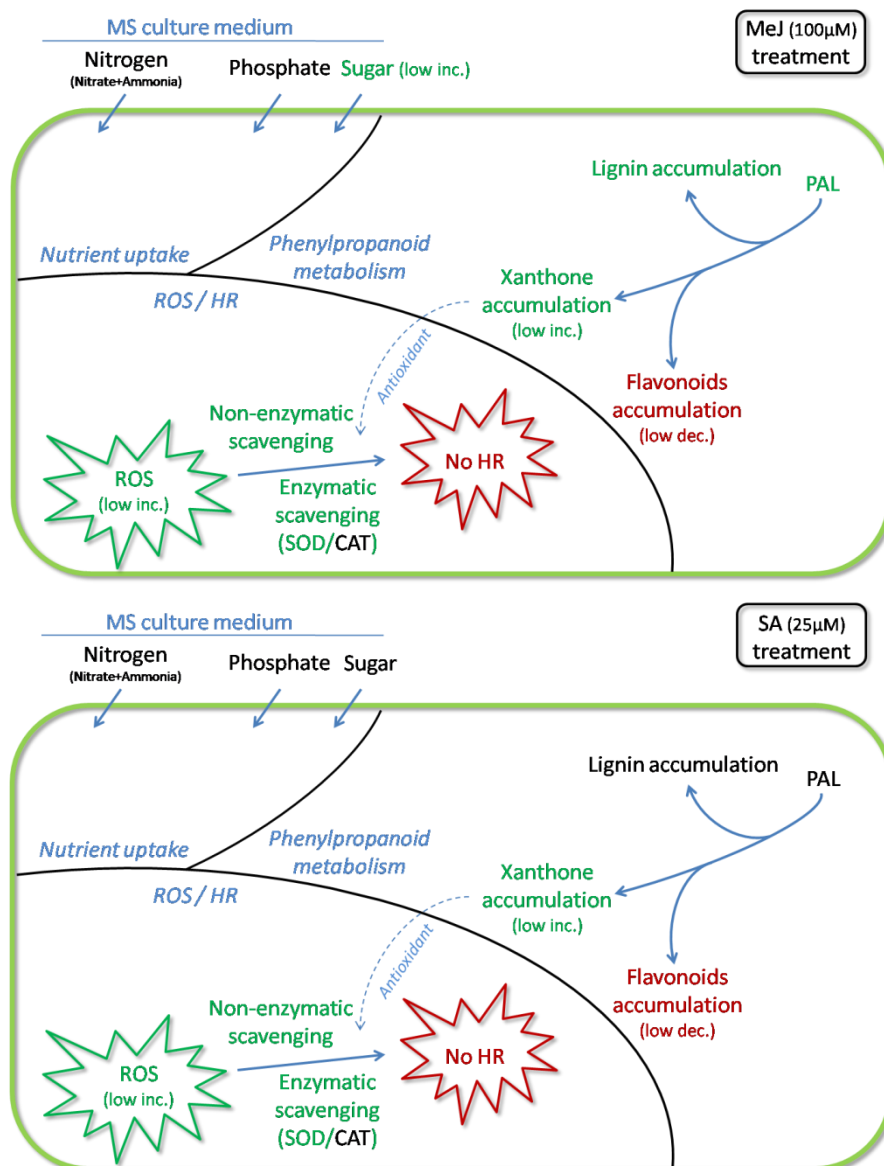 MS culture medium
MeJ (100µM)
treatment
Nitrogen
(Nitrate+Ammonia)
Phosphate
Sugar (low inc.)
Lignin accumulation
PAL
Nutrient uptake
Phenylpropanoid
metabolism
ROS / HR
Xanthone
accumulation
(low inc.)
Antioxidant
Flavonoids
accumulation
(low dec.)
Non-enzymatic
scavenging
ROS
(low inc.)
No HR
Enzymatic
scavenging
(SOD/CAT)
MS culture medium
SA (25µM)
treatment
Nitrogen
(Nitrate+Ammonia)
Phosphate
Sugar
Lignin accumulation
PAL
Nutrient uptake
Phenylpropanoid
metabolism
ROS / HR
Xanthone
accumulation
(low inc.)
Antioxidant
Flavonoids
accumulation
(low dec.)
Non-enzymatic
scavenging
ROS
(low inc.)
No HR
Enzymatic
scavenging
(SOD/CAT)